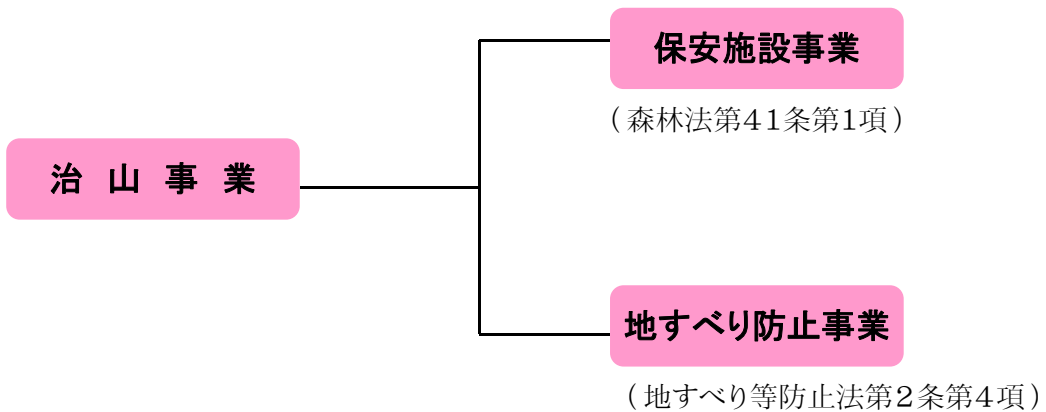 保安施設事業
（森林法第４１条第１項）
治　山　事　業
地すべり防止事業
（地すべり等防止法第２条第４項）